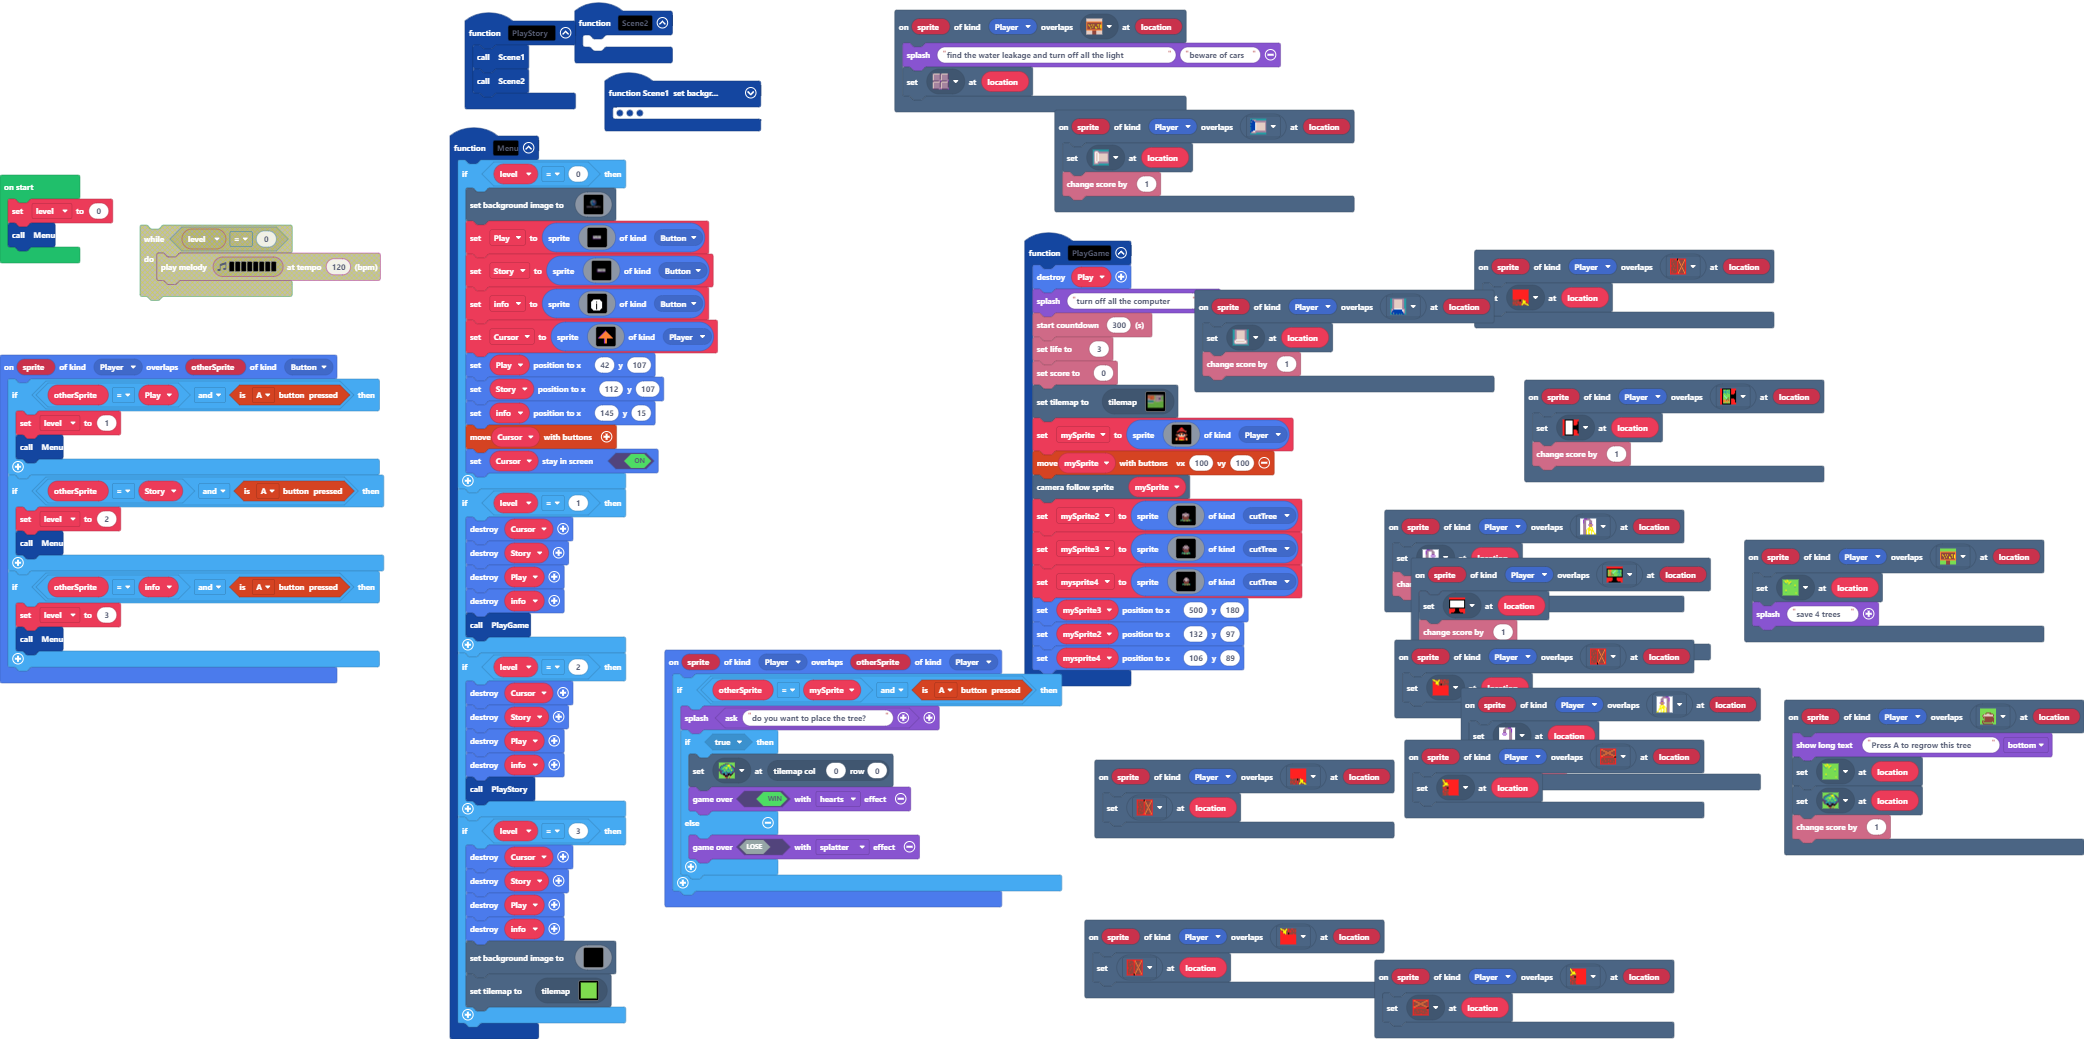 on start
set level to 0
call Menu
while level = 0
do play melody at tempo 120 (bpm)
on sprite of kind Player overlaps otherSprite of kind Button
if otherSprite = Play and is A button pressed then
set level to 1
call Menu
if otherSprite = Story and is A button pressed then
set level to 2
call Menu
if otherSprite = info and is A button pressed then
set level to 3
call Menu
function PlayStory
call Scene1
call Scene2
function Scene2
function Scene1 set backgr...
function Menu
if level = 0 then
set background image to
set Play to sprite of kind Button
set Story to sprite of kind Button
set info to sprite of kind Button
set Cursor to sprite of kind Player
set Play position to x 42 y 107
set Story position to x 112 y 107
set info position to x 145 y 15
move Cursor with buttons
set Cursor stay in screen ON
if level = 1 then
destroy Cursor
destroy Story
destroy Play
destroy info
call PlayGame
if level = 2 then
destroy Cursor
destroy Story
destroy Play
destroy info
call PlayStory
if level = 3 then
destroy Cursor
destroy Story
destroy Play
destroy info
set background image to
set tilemap to tilemap
on sprite of kind Player overlaps otherSprite of kind Player
if otherSprite = mySprite and is A button pressed then
splash ask "do you want to place the tree?"
if true then
set at tilemap col 0 row 0
game over WIN with hearts effect
else
game over LOSE with splatter effect
on sprite of kind Player overlaps at location
splash "find the water leakage and turn off all the light" "beware of cars"
set at location
on sprite of kind Player overlaps at location
set at location
change score by 1
function PlayGame
destroy Play
splash "turn off all the computer
start countdown 300 (s)
set life to 3
set score to 0
set tilemap to tilemap
set mySprite to sprite of kind Player
move mySprite with buttons vx 100 vy 100
camera follow sprite mySprite
set mySprite2 to sprite of kind cutTree
set mySprite3 to sprite of kind cutTree
set mysprite4 to sprite of kind cutTree
set mySprite3 position to x 500 y 180
set mySprite2 position to x 132 y 97
set mysprite4 position to x 106 y 89
on sprite of kind Player overlaps at location
set at location
change score by 1
on sprite of kind Player overlaps at location
t at location
on sprite of kind Player overlaps at location
set at location
change score by 1
on sprite of kind Player overlaps at location
set
on sprite of kind Player overlaps at location
set at location
change score by 1
on sprite of kind Player overlaps at location
set
on sprite of kind Player overlaps at location
set at location
on sprite of kind Player overlaps at location
set at location
on sprite of kind Player overlaps at location
set at location
splash "save 4 trees"
on sprite of kind Player overlaps at location
show long text "Press A to regrow this tree" bottom
set at location
set at location
change score by 1
on sprite of kind Player overlaps at location
set at location
on sprite of kind Player overlaps at location
set at location
on sprite of kind Player overlaps at location
set at location